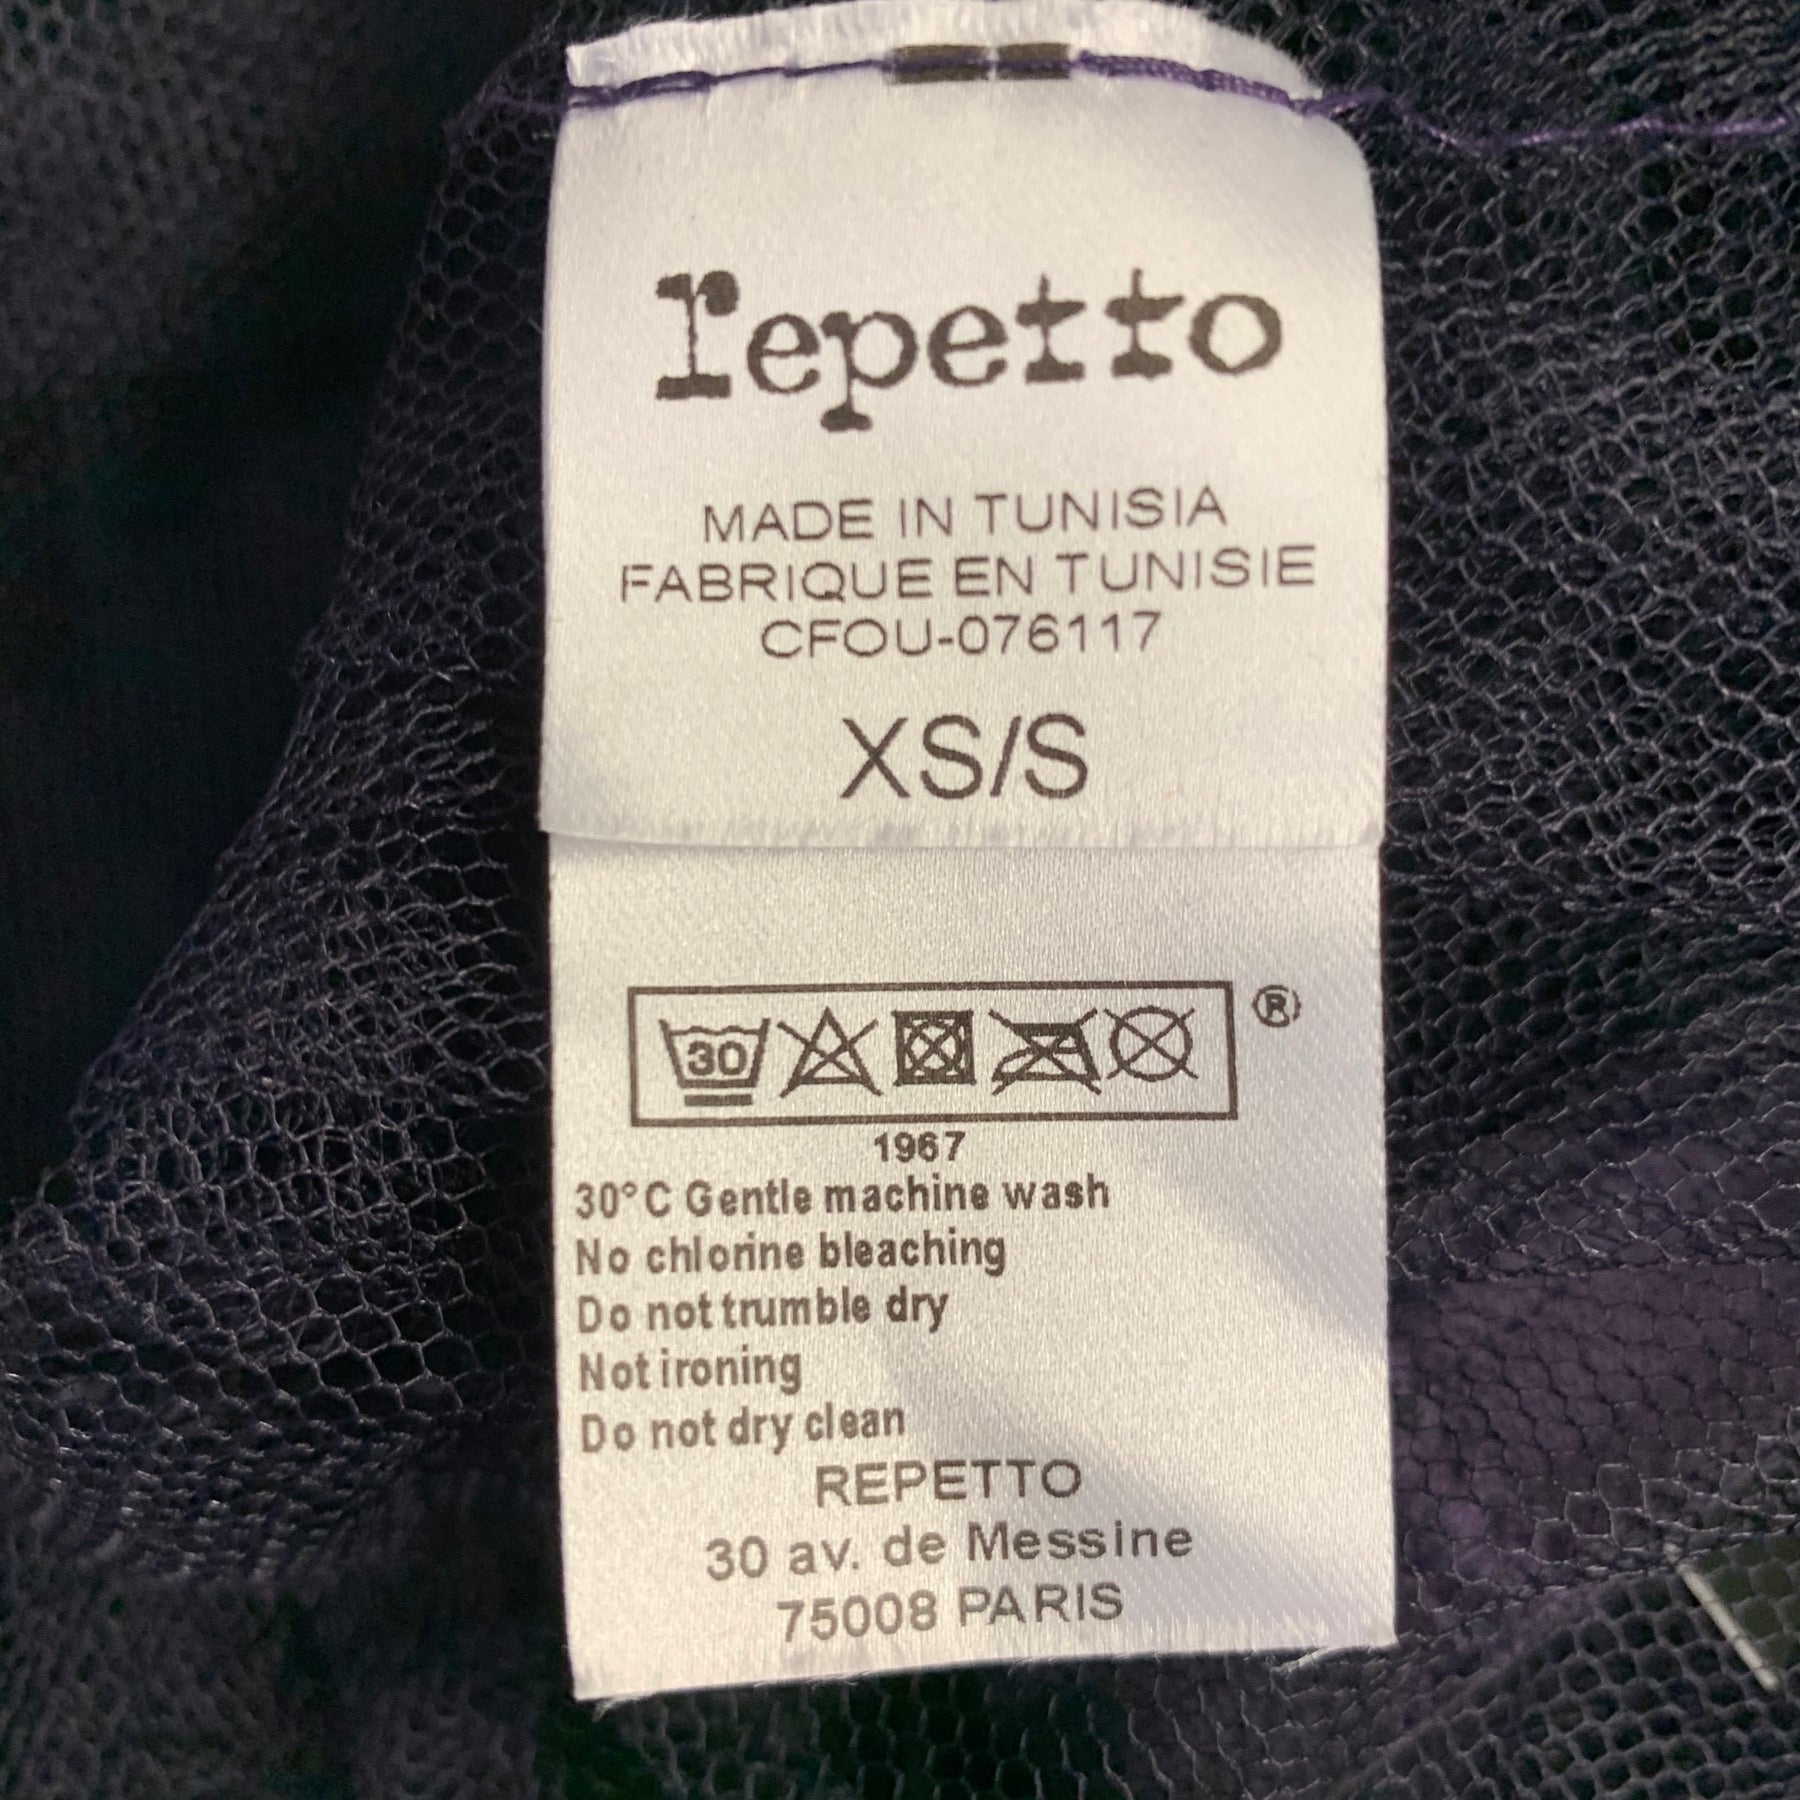 repetto
MADE IN TUNISIA
FABRIQUE EN TUNISIE
CFOU-076117
XS/S
30 ®
1967
30°C Gentle machine wash
No chlorine bleaching
Do not trumble dry
Not ironing
Do not dry clean
REPETTO
30 av. de Messine
75008 PARIS